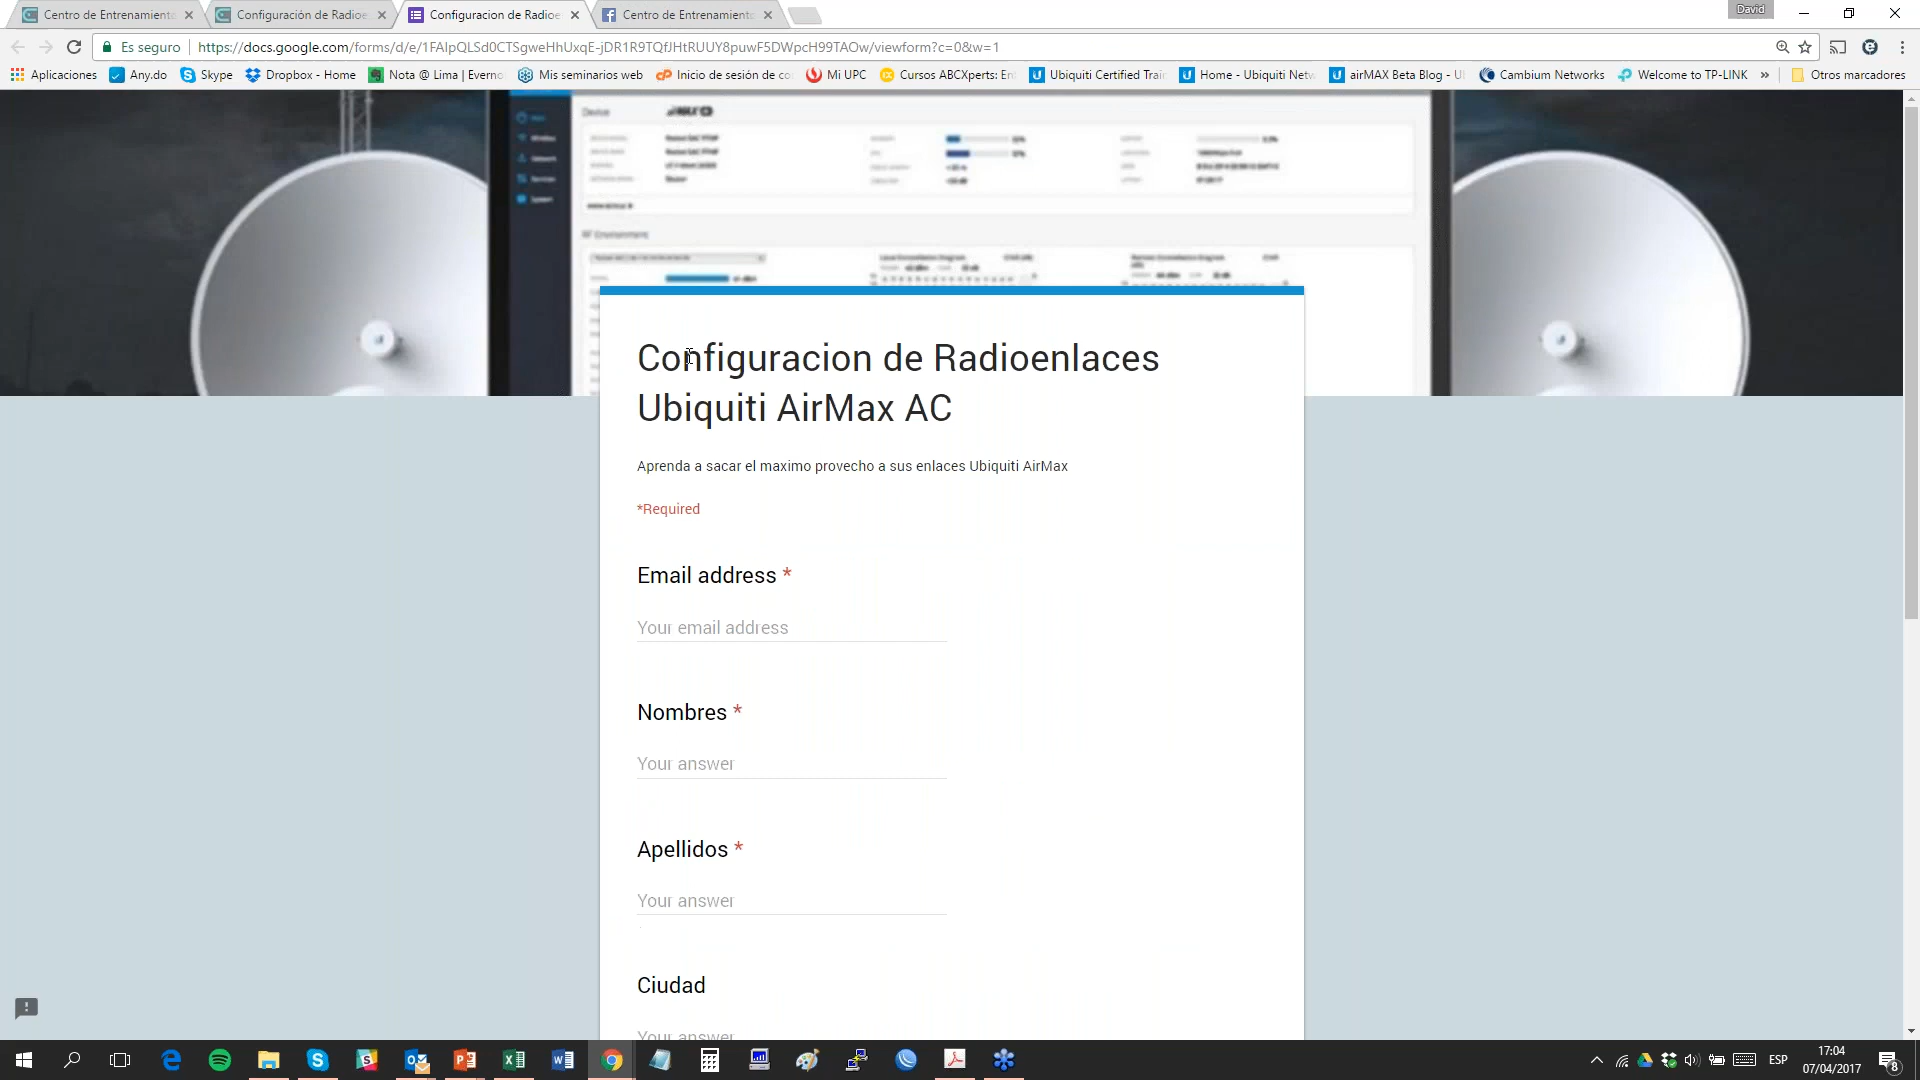 Centro de Entrenamiento
Configuración de Radioe
Configuracion de Radioe
Centro de Entrenamiento
David
Es seguro
https://docs.google.com/forms/d/e/1FAIpQLSd0CTSgweHhUxqE-jDR1R9TQfJHtRUUY8puwF5DWpcH99TAOw/viewform?c=0&w=1
Aplicaciones
Any.do
Skype
Dropbox - Home
Nota @ Lima | Everno
Mis seminarios web
Inicio de sesión de co
Mi UPC
Cursos ABCXperts: En
Ubiquiti Certified Trai
Home - Ubiquiti Netw
airMAX Beta Blog - U
Cambium Networks
Welcome to TP-LINK
»
Otros marcadores
Device
Configuracion de Radioenlaces
Ubiquiti AirMax AC
Aprenda a sacar el maximo provecho a sus enlaces Ubiquiti AirMax
*Required
Email address *
Your email address
Nombres *
Your answer
Apellidos *
Your answer
Ciudad
Your answer
ESP
17:04
07/04/2017
8